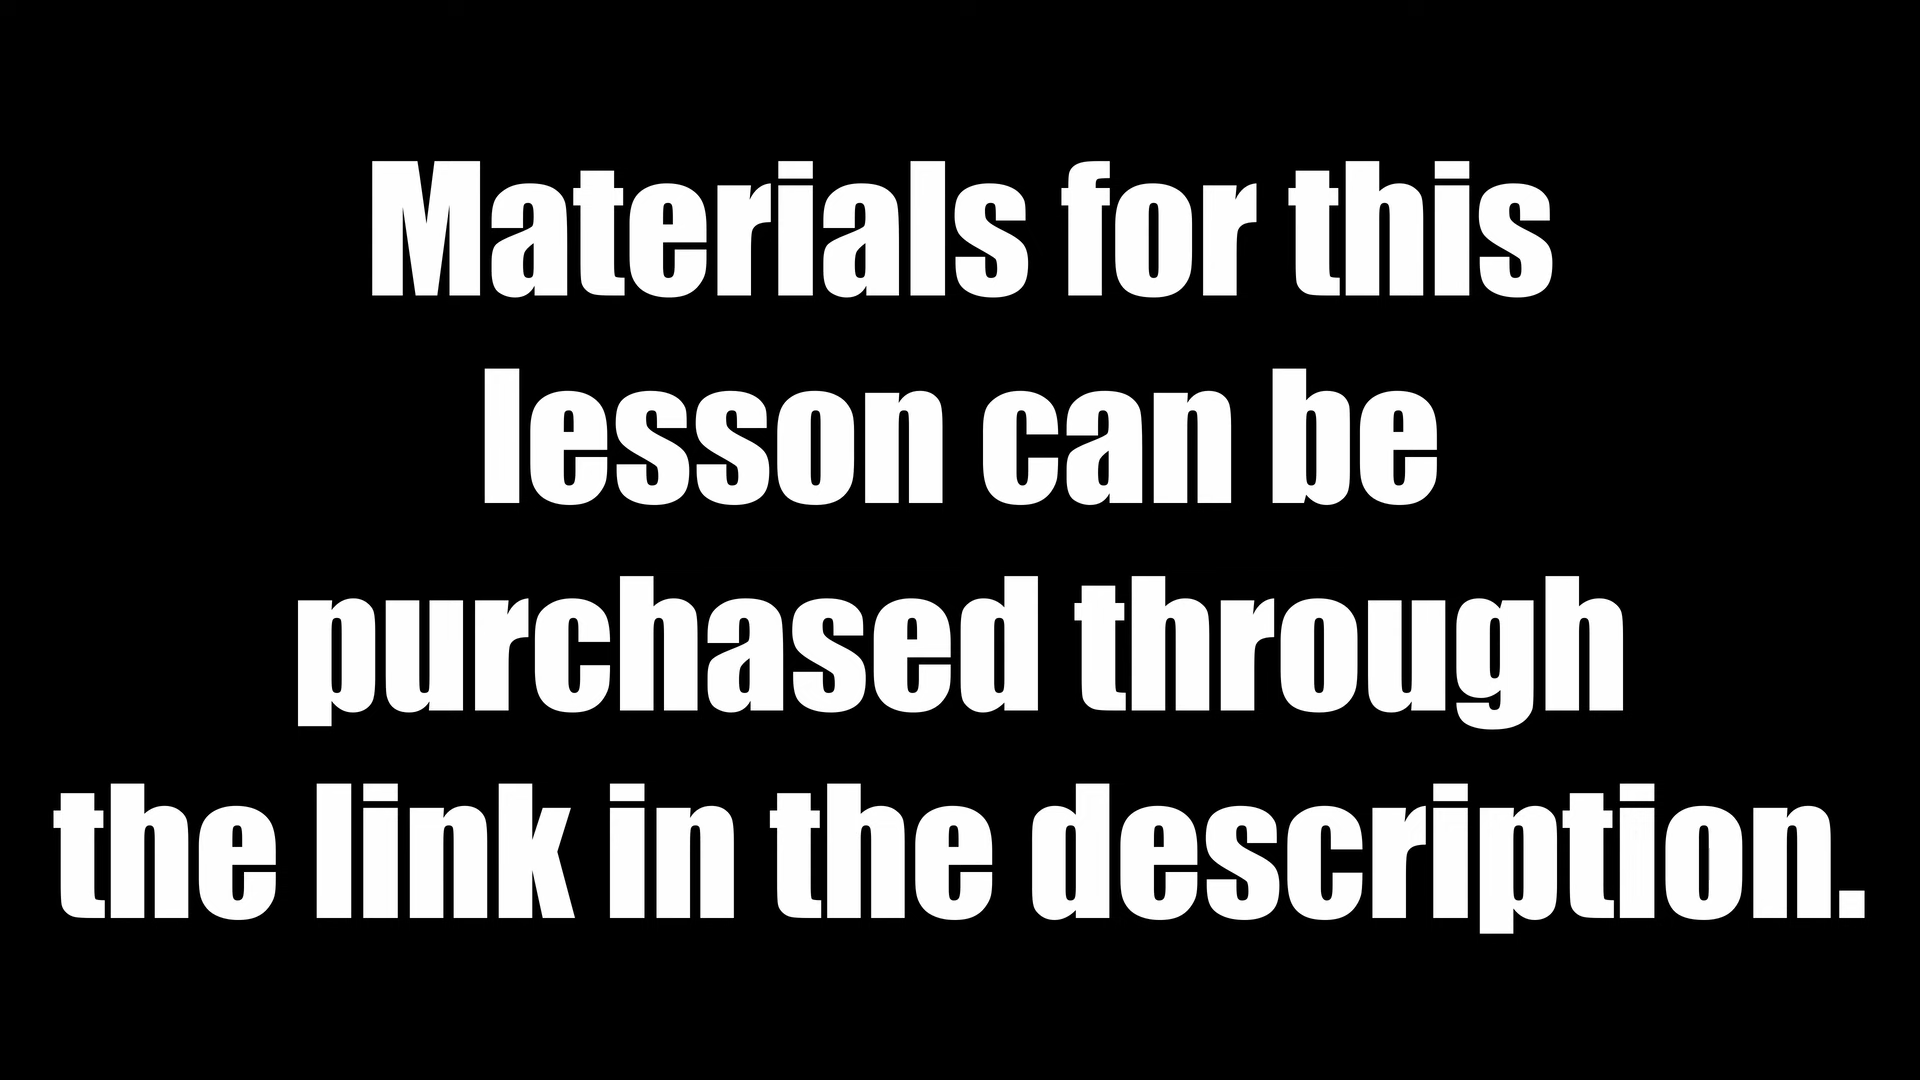 Materials for this
lesson can be
purchased through
the link in the description.